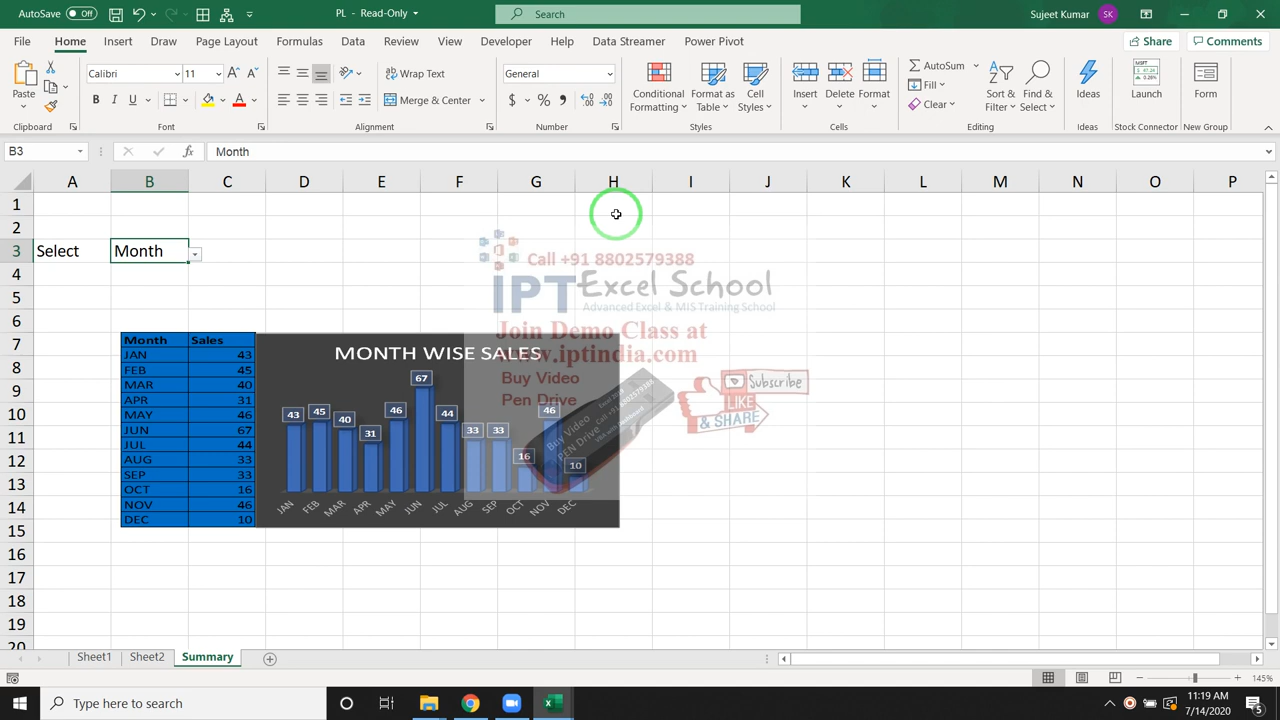 AutoSave Off PL - Read-Only Search Sujeet Kumar SK
File Home Insert Draw Page Layout Formulas Data Review View Developer Help Data Streamer Power Pivot Share Comments
Paste
Calibri 11
B I U
Wrap Text
Merge & Center
General
$ % ,
Conditional Formatting
Format as Table
Cell Styles
Insert Delete Format
AutoSum
Fill
Clear
Sort & Filter
Find & Select
Ideas
Launch
Form
Clipboard Font Alignment Number Styles Cells Editing Ideas Stock Connector New Group
B3 fx Month
A B C D E F G H I J K L M N O P
1
2
3 Select Month
4
5
6
7
8
9
10
11
12
13
14
15
16
17
18
19
20
Call +91 8802579388
iPT Excel School
Advanced Excel & MIS Training School
Join Demo Class at
www.iptindia.com
Buy Video
Pen Drive
Subscribe
LIKE
& SHARE
Month Sales
JAN 43
FEB 45
MAR 40
APR 31
MAY 46
JUN 67
JUL 44
AUG 33
SEP 33
OCT 16
NOV 46
DEC 10
MONTH WISE SALES
43 45 40 31 46 67 44 33 33 16 46 10
JAN FEB MAR APR MAY JUN JUL AUG SEP OCT NOV DEC
Sheet1 Sheet2 Summary
145%
Type here to search
11:19 AM
7/14/2020
5